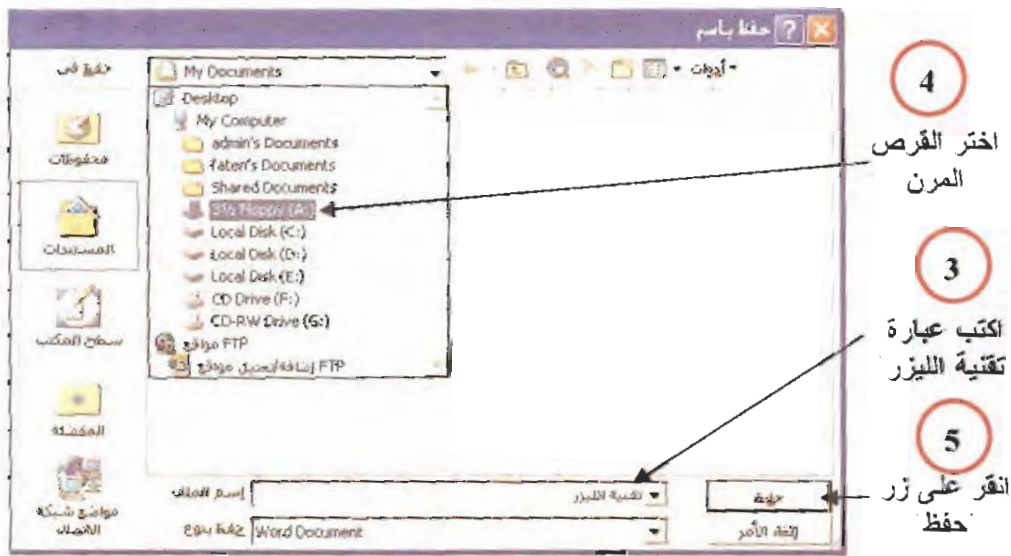 حفظ باسم
حفظ في
My Documents
أدوات
Desktop
My Computer
admin's Documents
faten's Documents
Shared Documents
3½ Floppy (A:)
Local Disk (C:)
Local Disk (D:)
Local Disk (E:)
CD Drive (F:)
CD-RW Drive (G:)
مواقع FTP
إضافة/تعديل مواقع FTP
محفوظات
المستندات
سطح المكتب
المفضلة
مواضع شبكة
الاتصال
إسم الملف
تقنية الليزر
حفظ
حفظ بنوع
Word Document
إلغاء الأمر
4
اختر القرص
المرن
3
اكتب عبارة
تقنية الليزر
5
انقر على زر
حفظ